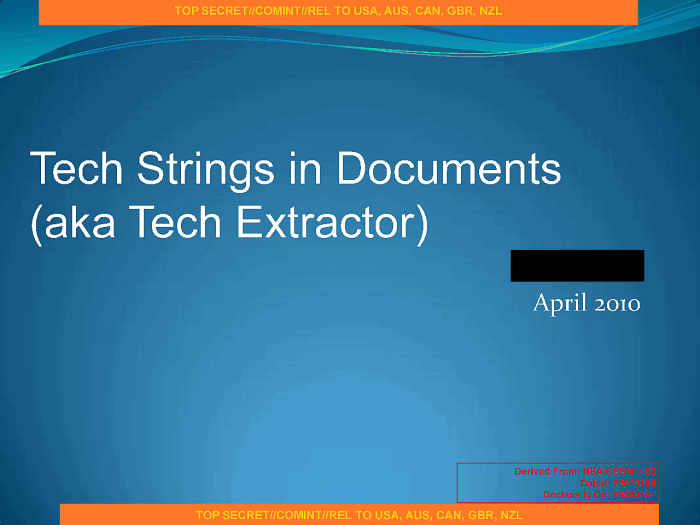 TOP SECRET//COMINT//REL TO USA, AUS, CAN, GBR, NZL
Tech Strings in Documents
(aka Tech Extractor)
April 2010
Derived From: NSA/CSSM 1-52
Dated: 20070108
Declassify On:
TOP SECRET//COMINT//REL TO USA, AUS, CAN, GBR, NZL